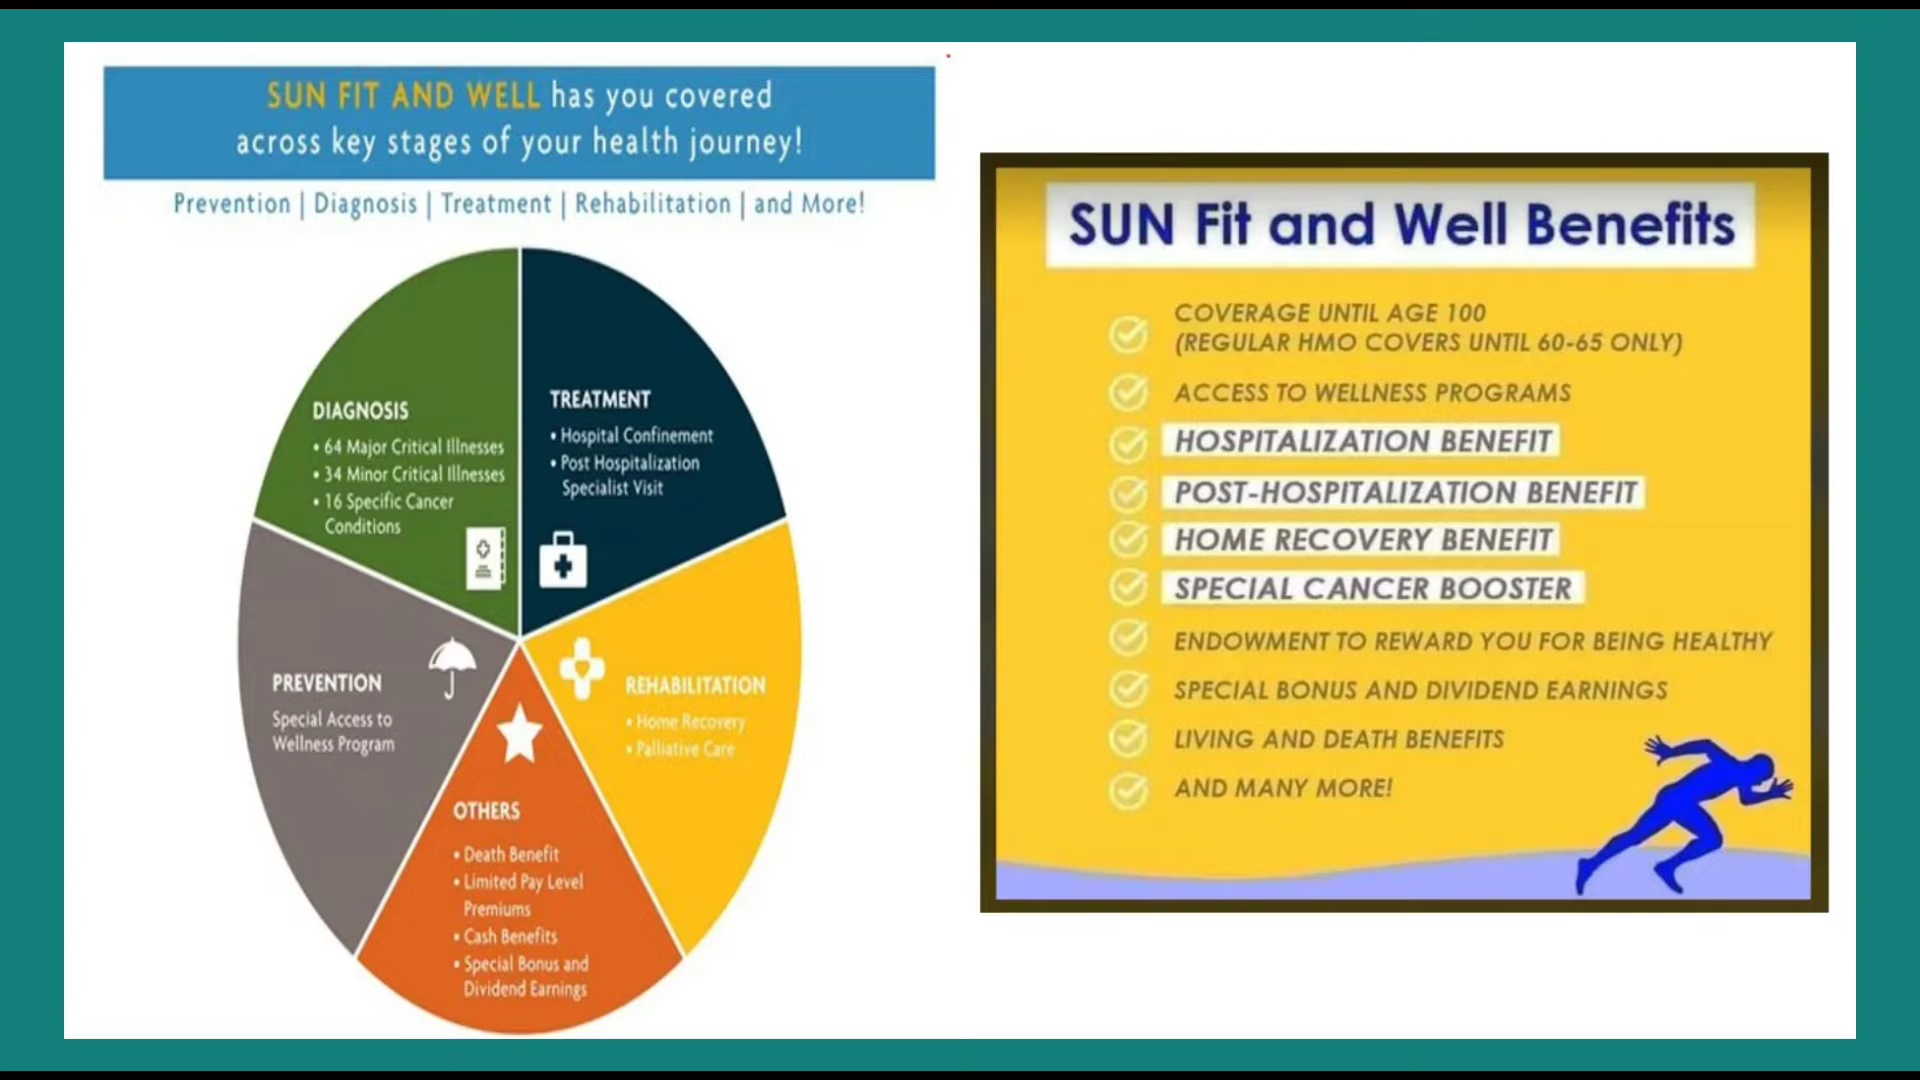 SUN FIT AND WELL has you covered
across key stages of your health journey!
Prevention | Diagnosis | Treatment | Rehabilitation | and More!
DIAGNOSIS
• 64 Major Critical Illnesses
• 34 Minor Critical Illnesses
• 16 Specific Cancer
Conditions
TREATMENT
• Hospital Confinement
• Post Hospitalization
Specialist Visit
PREVENTION
Special Access to
Wellness Program
REHABILITATION
• Home Recovery
• Palliative Care
OTHERS
• Death Benefit
• Limited Pay Level
Premiums
• Cash Benefits
• Special Bonus and
Dividend Earnings
SUN Fit and Well Benefits
COVERAGE UNTIL AGE 100
(REGULAR HMO COVERS UNTIL 60-65 ONLY)
ACCESS TO WELLNESS PROGRAMS
HOSPITALIZATION BENEFIT
POST-HOSPITALIZATION BENEFIT
HOME RECOVERY BENEFIT
SPECIAL CANCER BOOSTER
ENDOWMENT TO REWARD YOU FOR BEING HEALTHY
SPECIAL BONUS AND DIVIDEND EARNINGS
LIVING AND DEATH BENEFITS
AND MANY MORE!